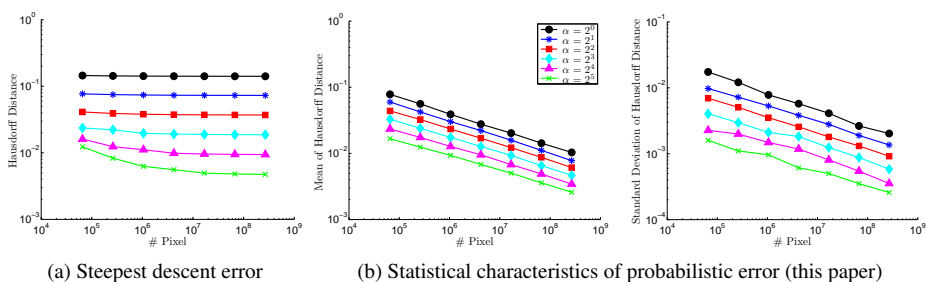 10^0
10^-1
10^-2
10^-3
10^4 10^5 10^6 10^7 10^8 10^9
# Pixel
Hausdorff Distance
10^0
10^-1
10^-2
10^-3
10^4 10^5 10^6 10^7 10^8 10^9
# Pixel
Mean of Hausdorff Distance
α = 2^0
α = 2^1
α = 2^2
α = 2^3
α = 2^4
α = 2^5
10^-1
10^-2
10^-3
10^-4
10^4 10^5 10^6 10^7 10^8 10^9
# Pixel
Standard Deviation of Hausdorff Distance
(a) Steepest descent error
(b) Statistical characteristics of probabilistic error (this paper)